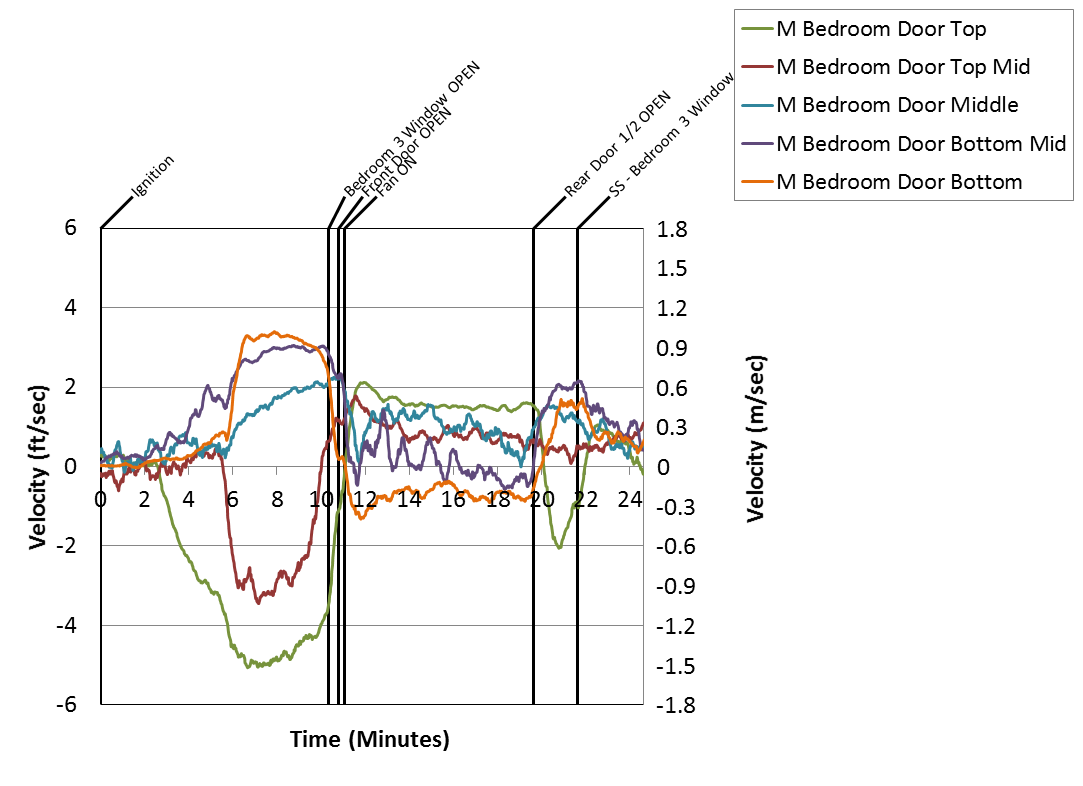 M Bedroom Door Top
M Bedroom Door Top Mid
M Bedroom Door Middle
M Bedroom Door Bottom Mid
M Bedroom Door Bottom
Ignition
Bedroom 3 Window OPEN
Front Door OPEN
Fan ON
Rear Door 1/2 OPEN
SS - Bedroom 3 Window
6
4
2
0
-2
-4
-6
Velocity (ft/sec)
0 2 4 6 8 10 12 14 16 18 20 22 24
1.8
1.5
1.2
0.9
0.6
0.3
0
-0.3
-0.6
-0.9
-1.2
-1.5
-1.8
Velocity (m/sec)
Time (Minutes)